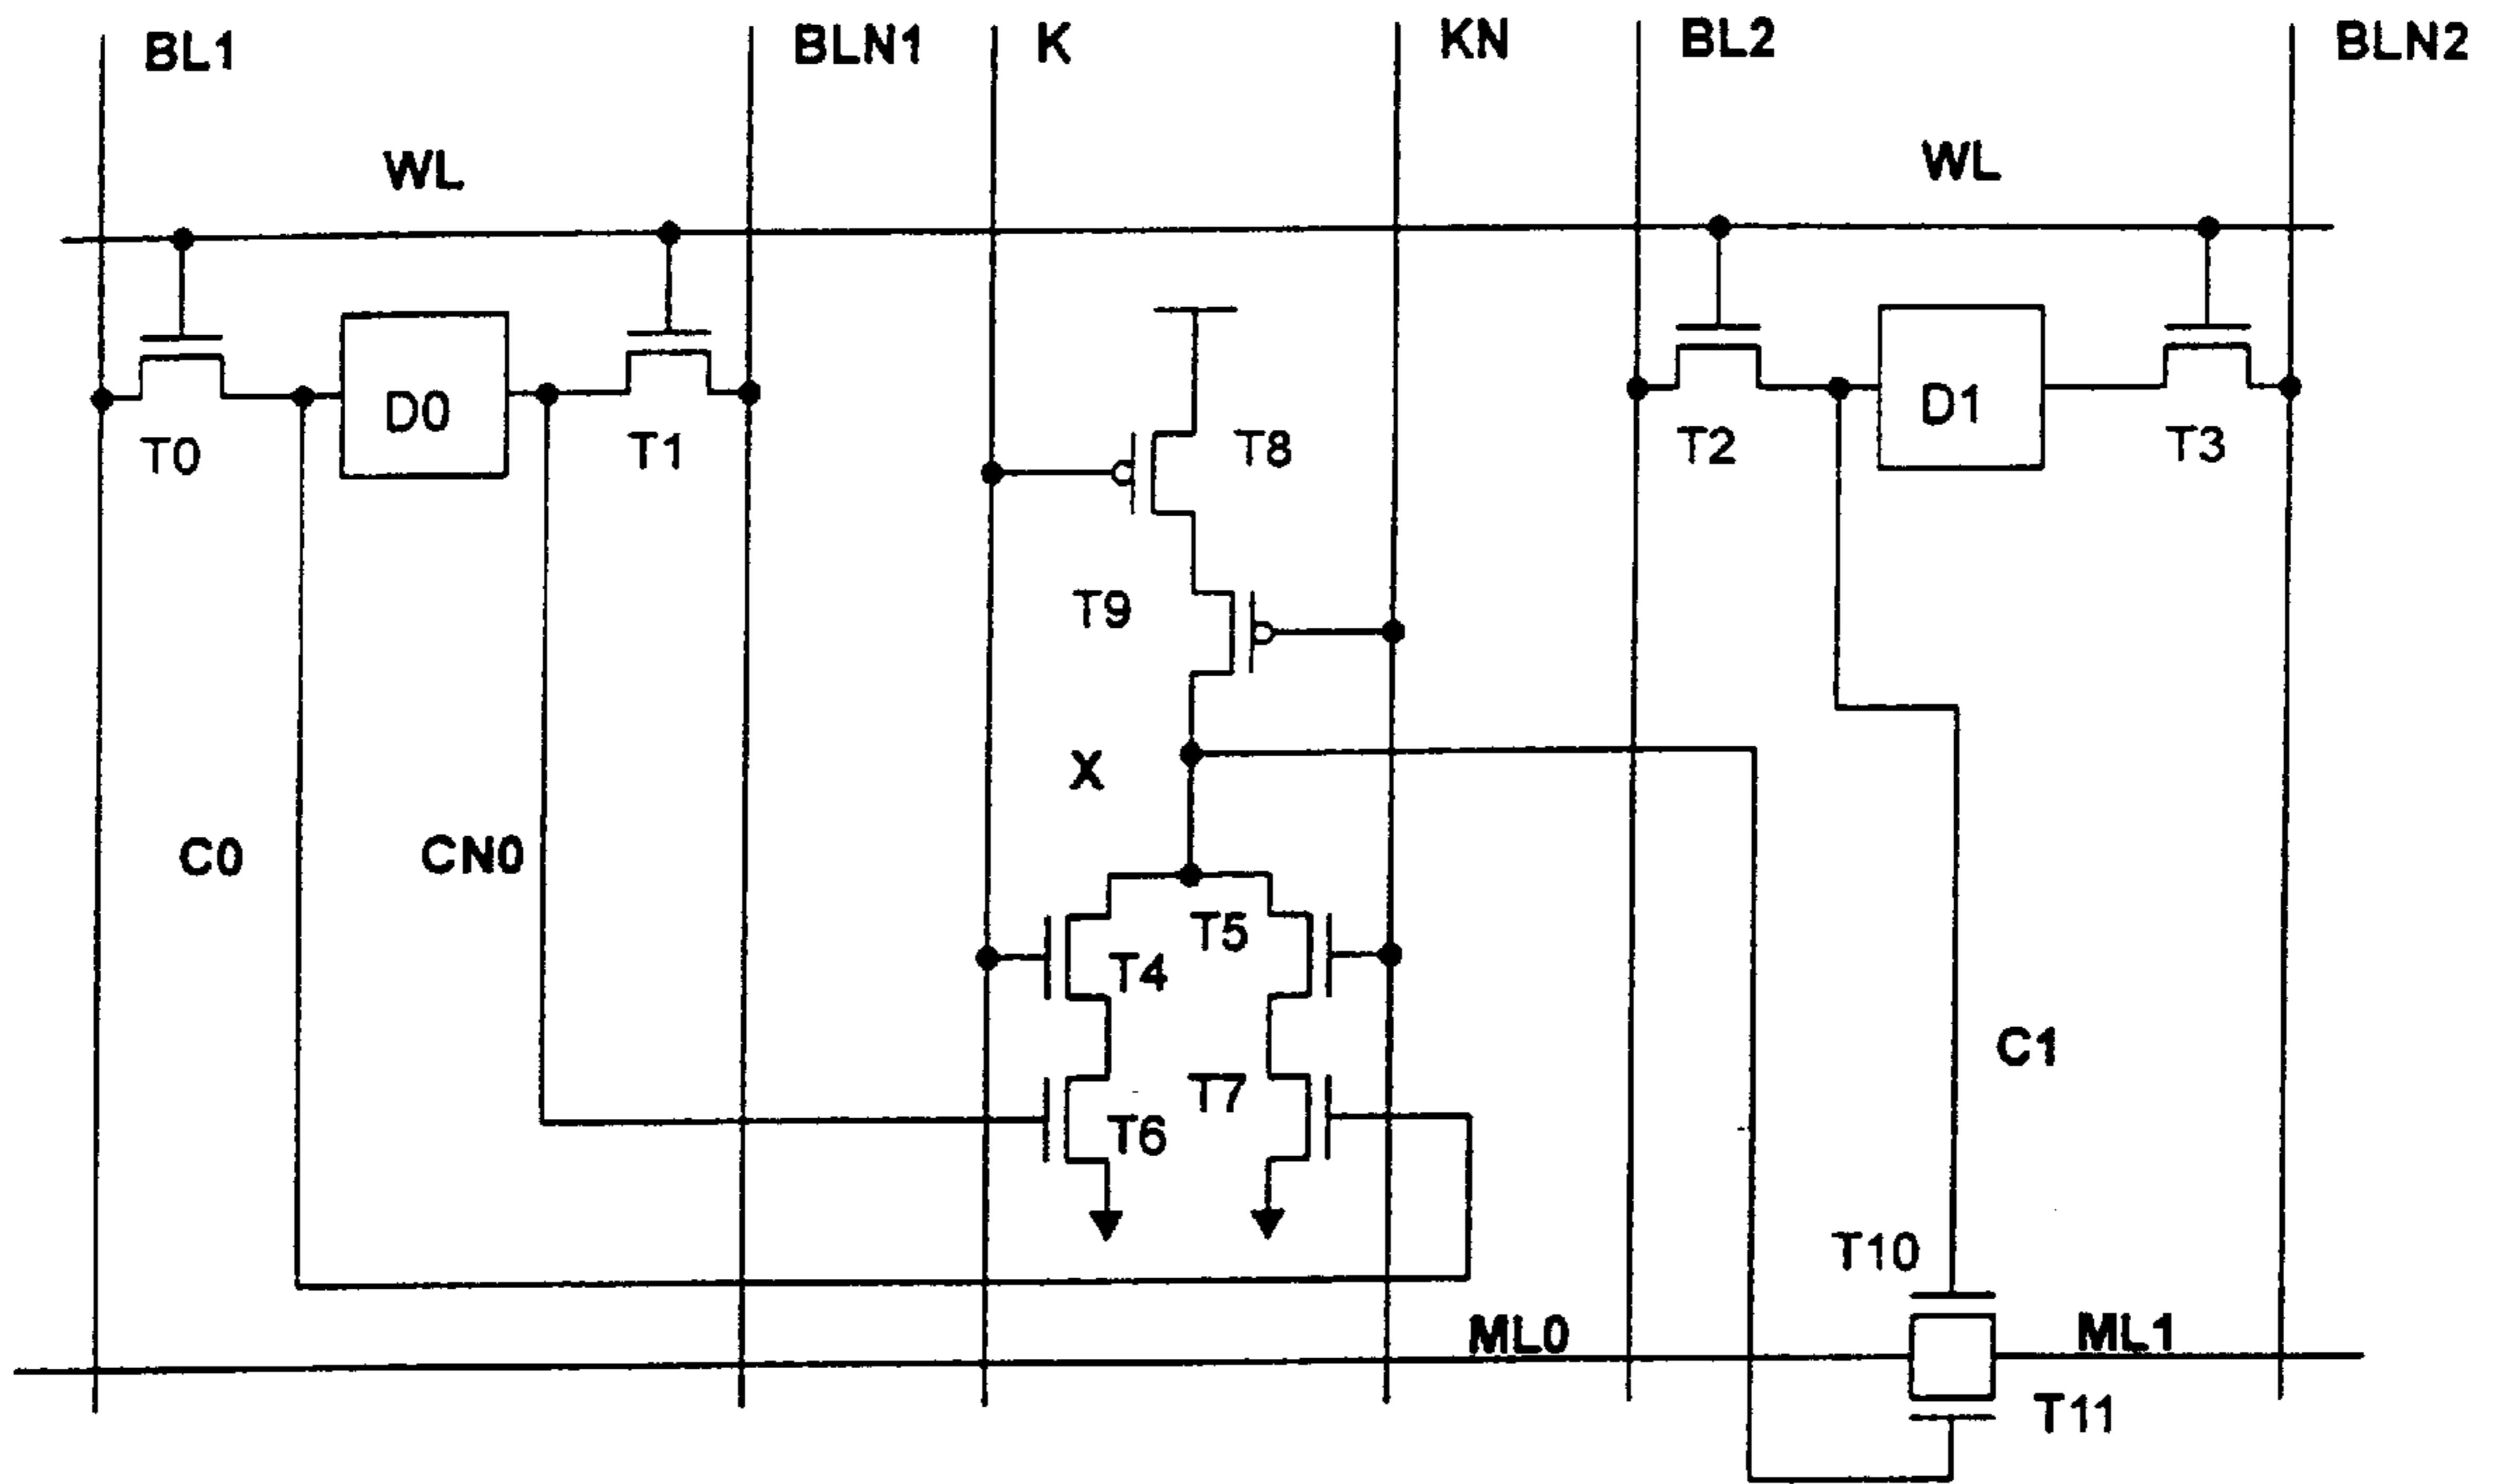 BL1 BLN1 K KN BL2 BLN2
WL WL
D0 D1
T0 T1 T8 T2 T3
T9
X
C0 CN0
T5
T4
C1
T7
T6
T10
ML0 ML1
T11